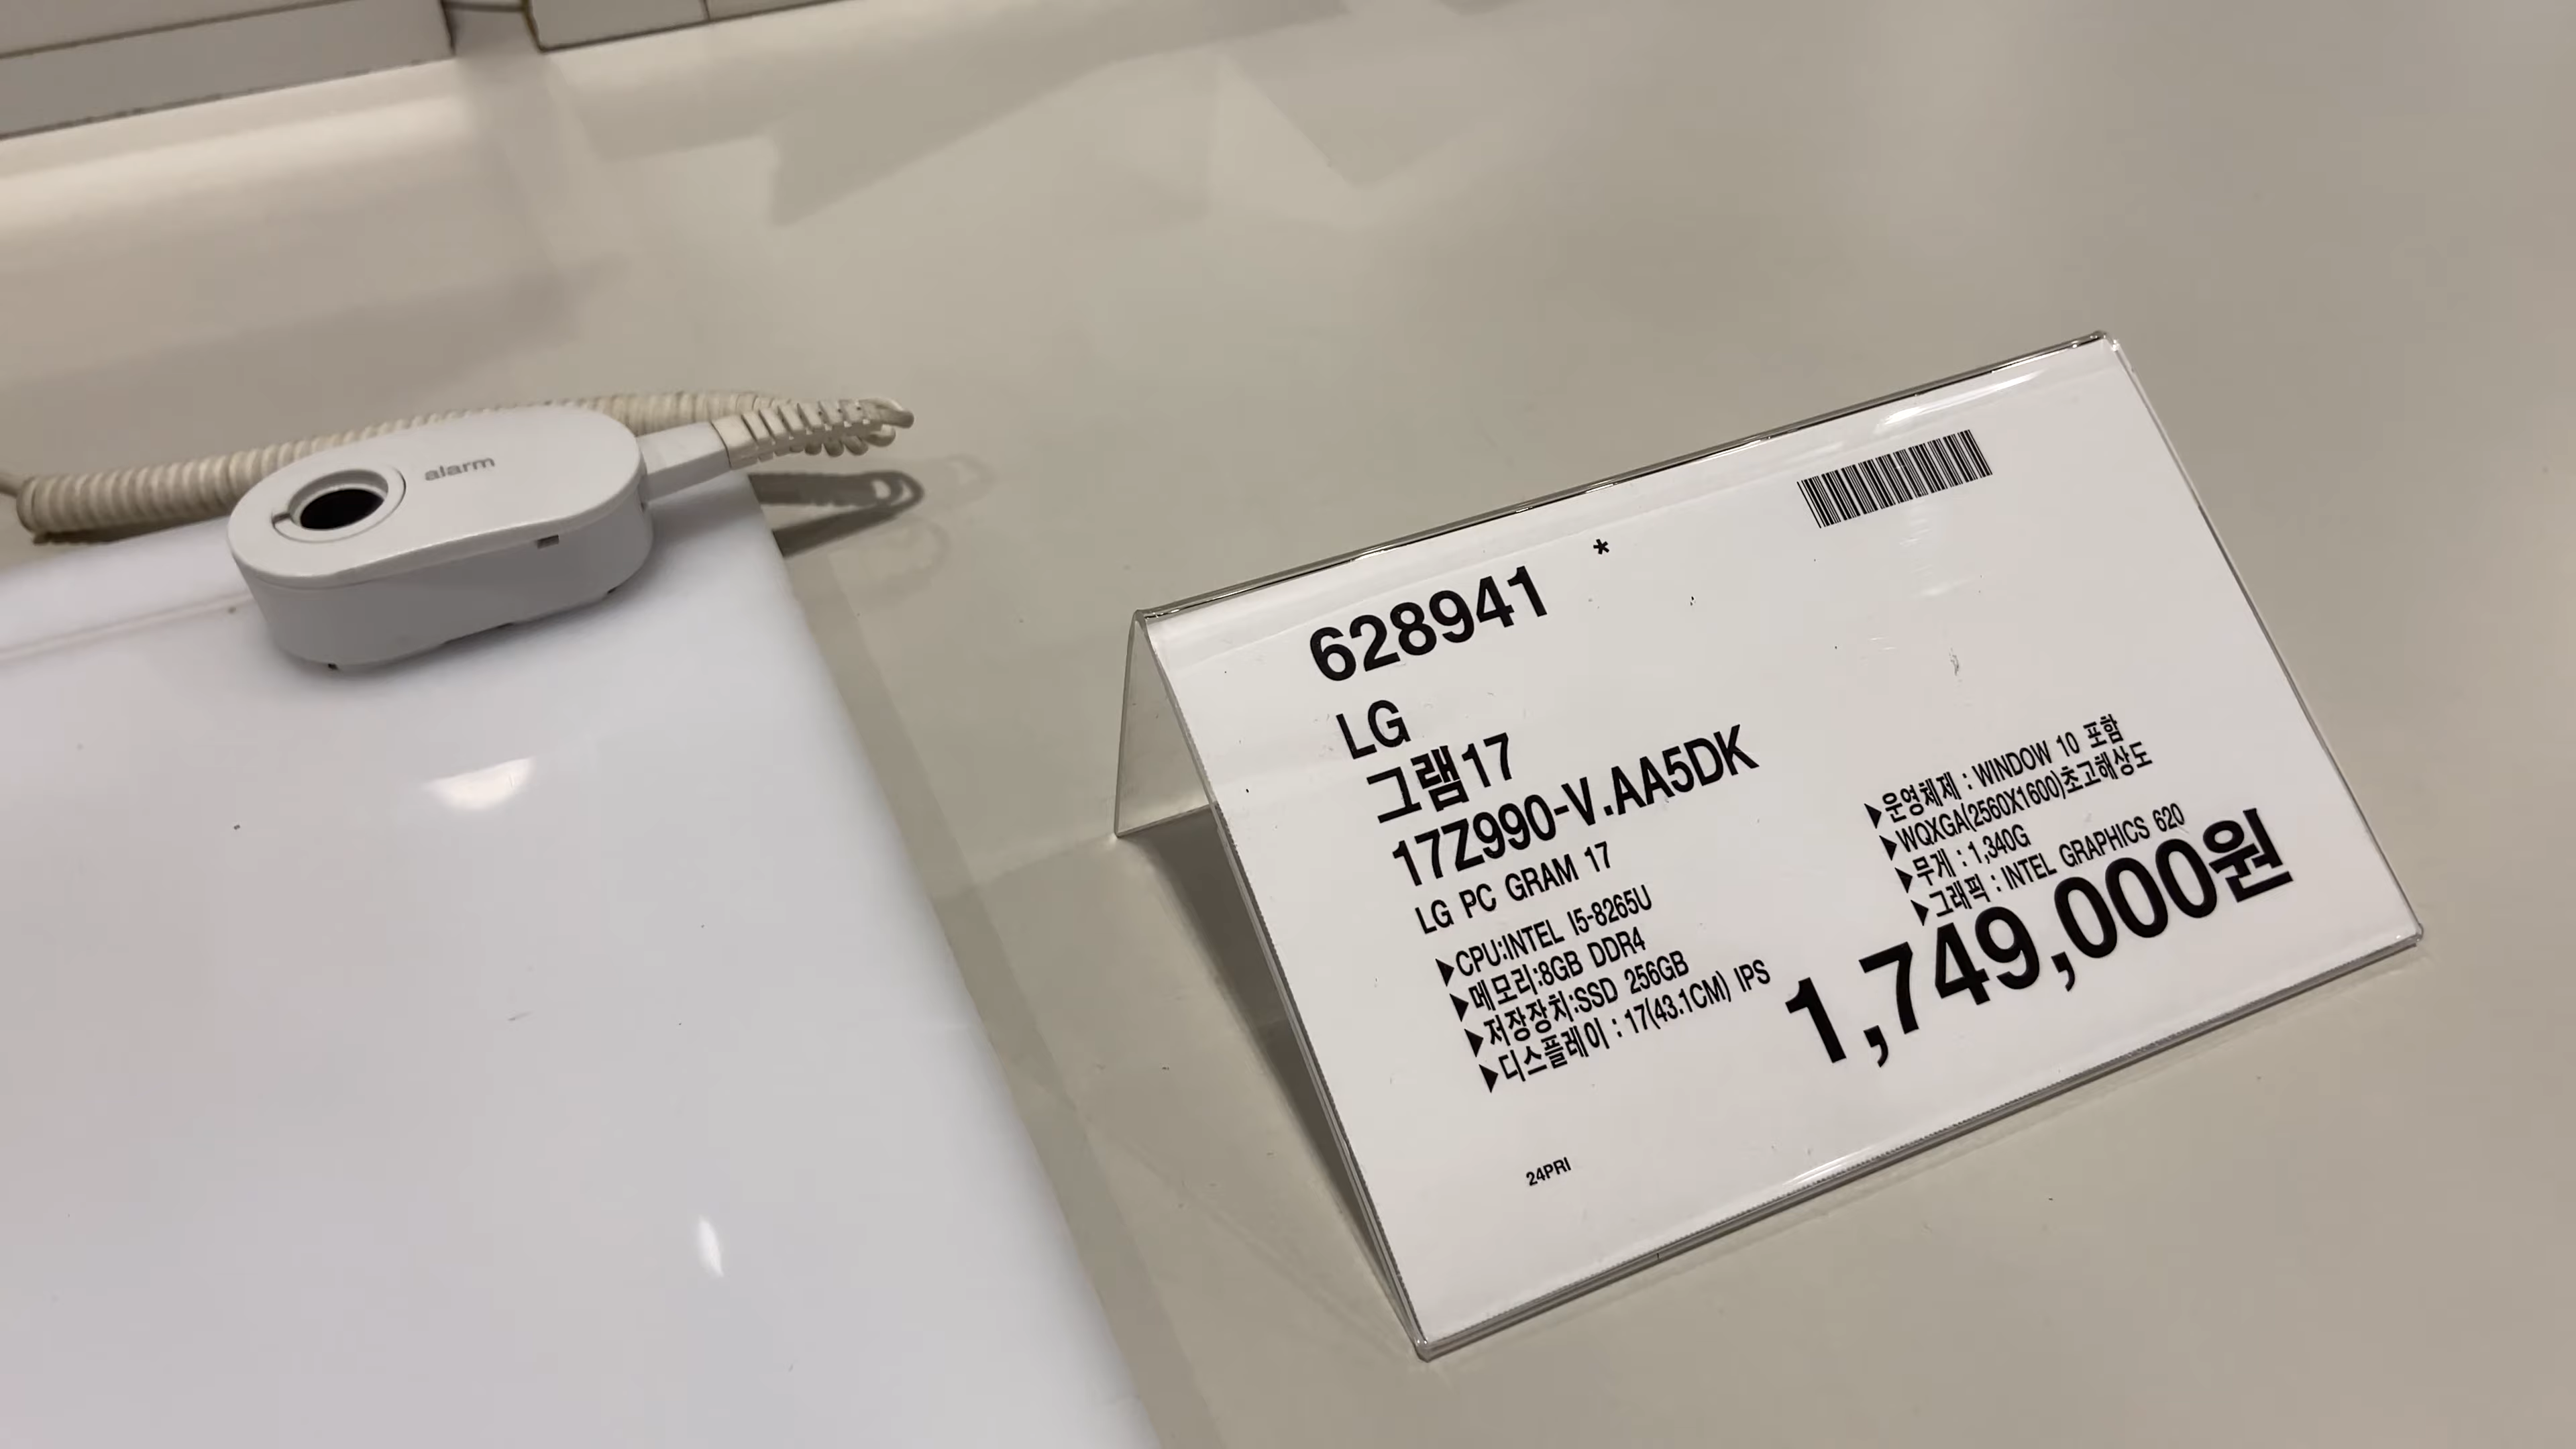 alarm
*
628941
LG
그램17
17Z990-V.AA5DK
LG PC GRAM 17
▶CPU:INTEL I5-8265U
▶메모리:8GB DDR4
▶저장장치:SSD 256GB
▶디스플레이 : 17(43.1CM) IPS
▶운영체제 : WINDOW 10 포함
▶WQXGA(2560X1600)초고해상도
▶무게 : 1,340G
▶그래픽 : INTEL GRAPHICS 620
1,749,000원
24PRI